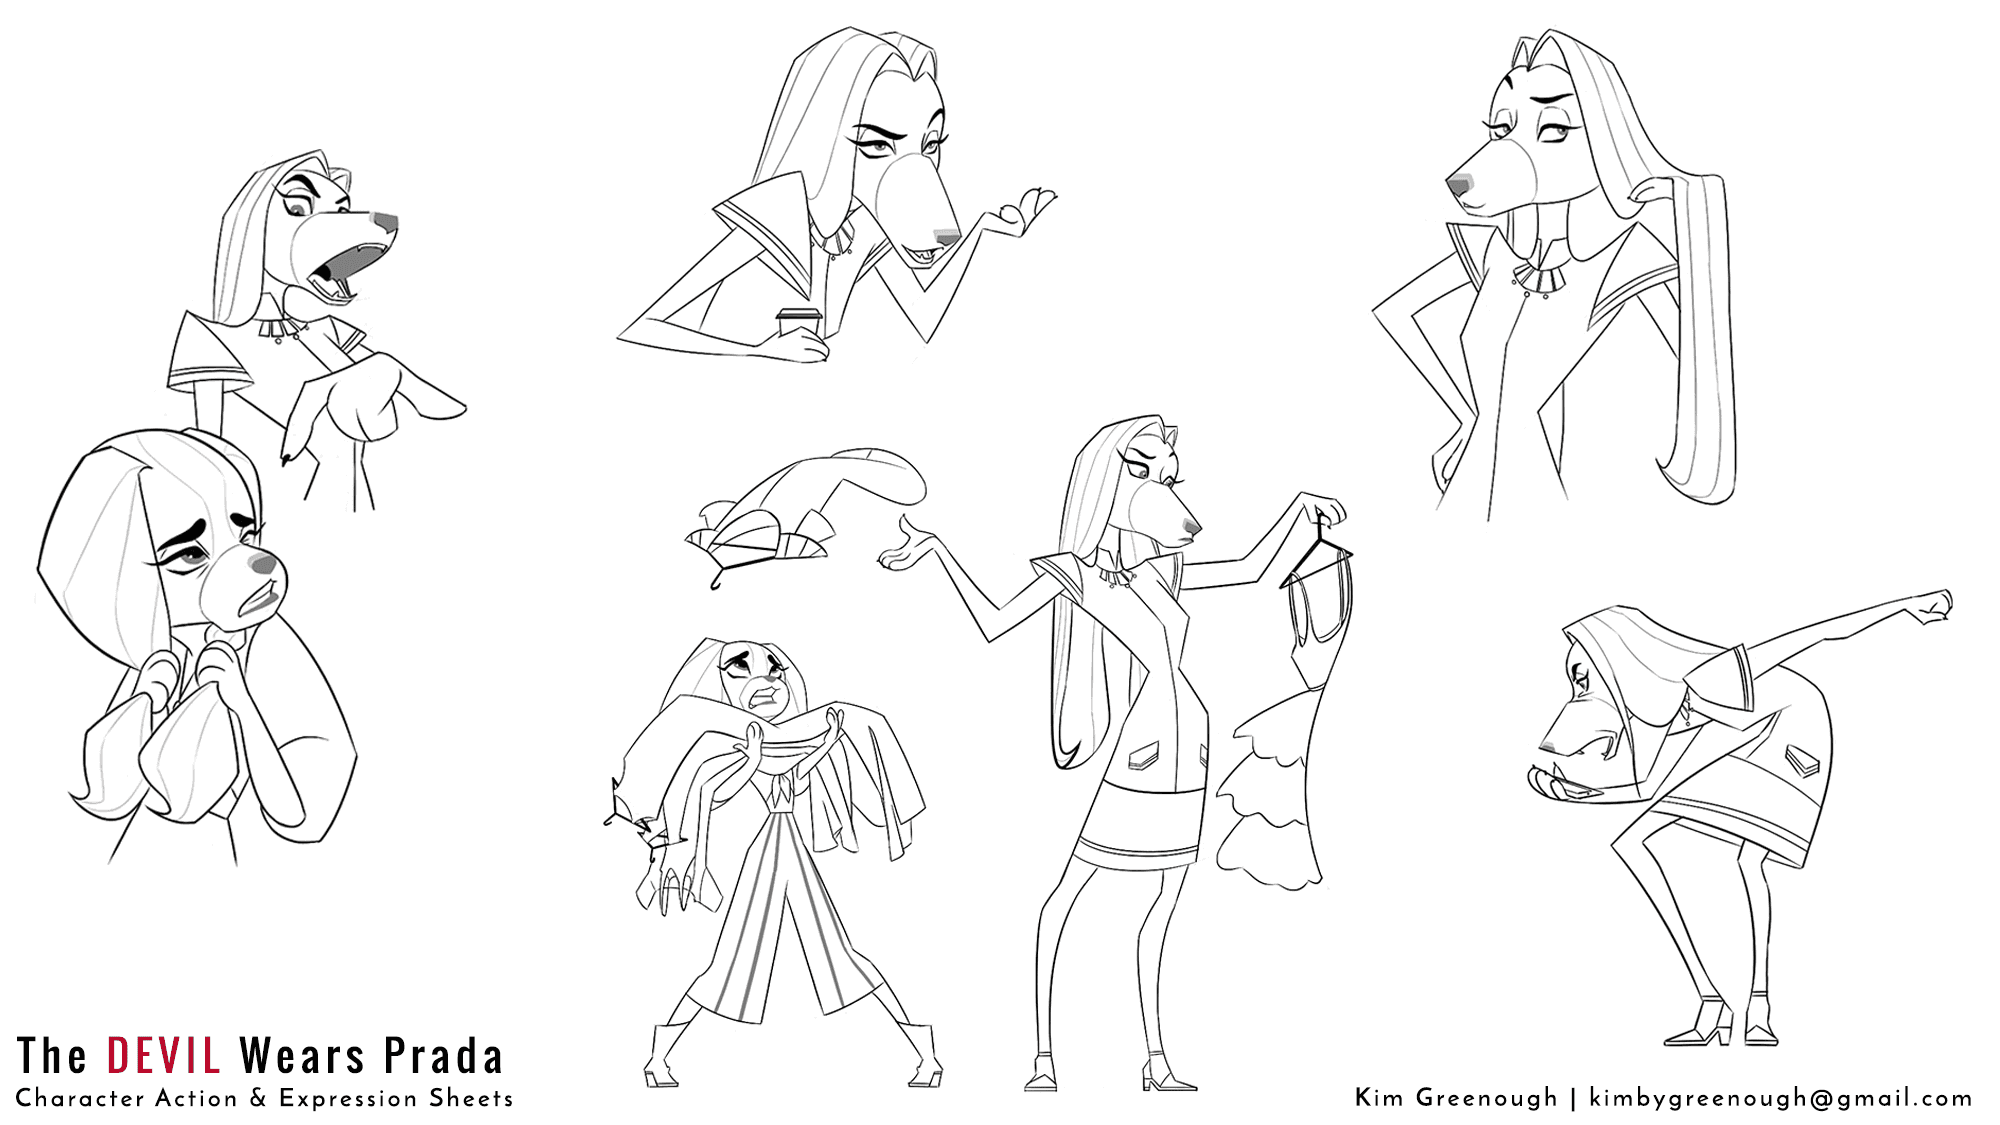 The DEVIL Wears Prada
Character Action & Expression Sheets
Kim Greenough | kimbygreenough@gmail.com